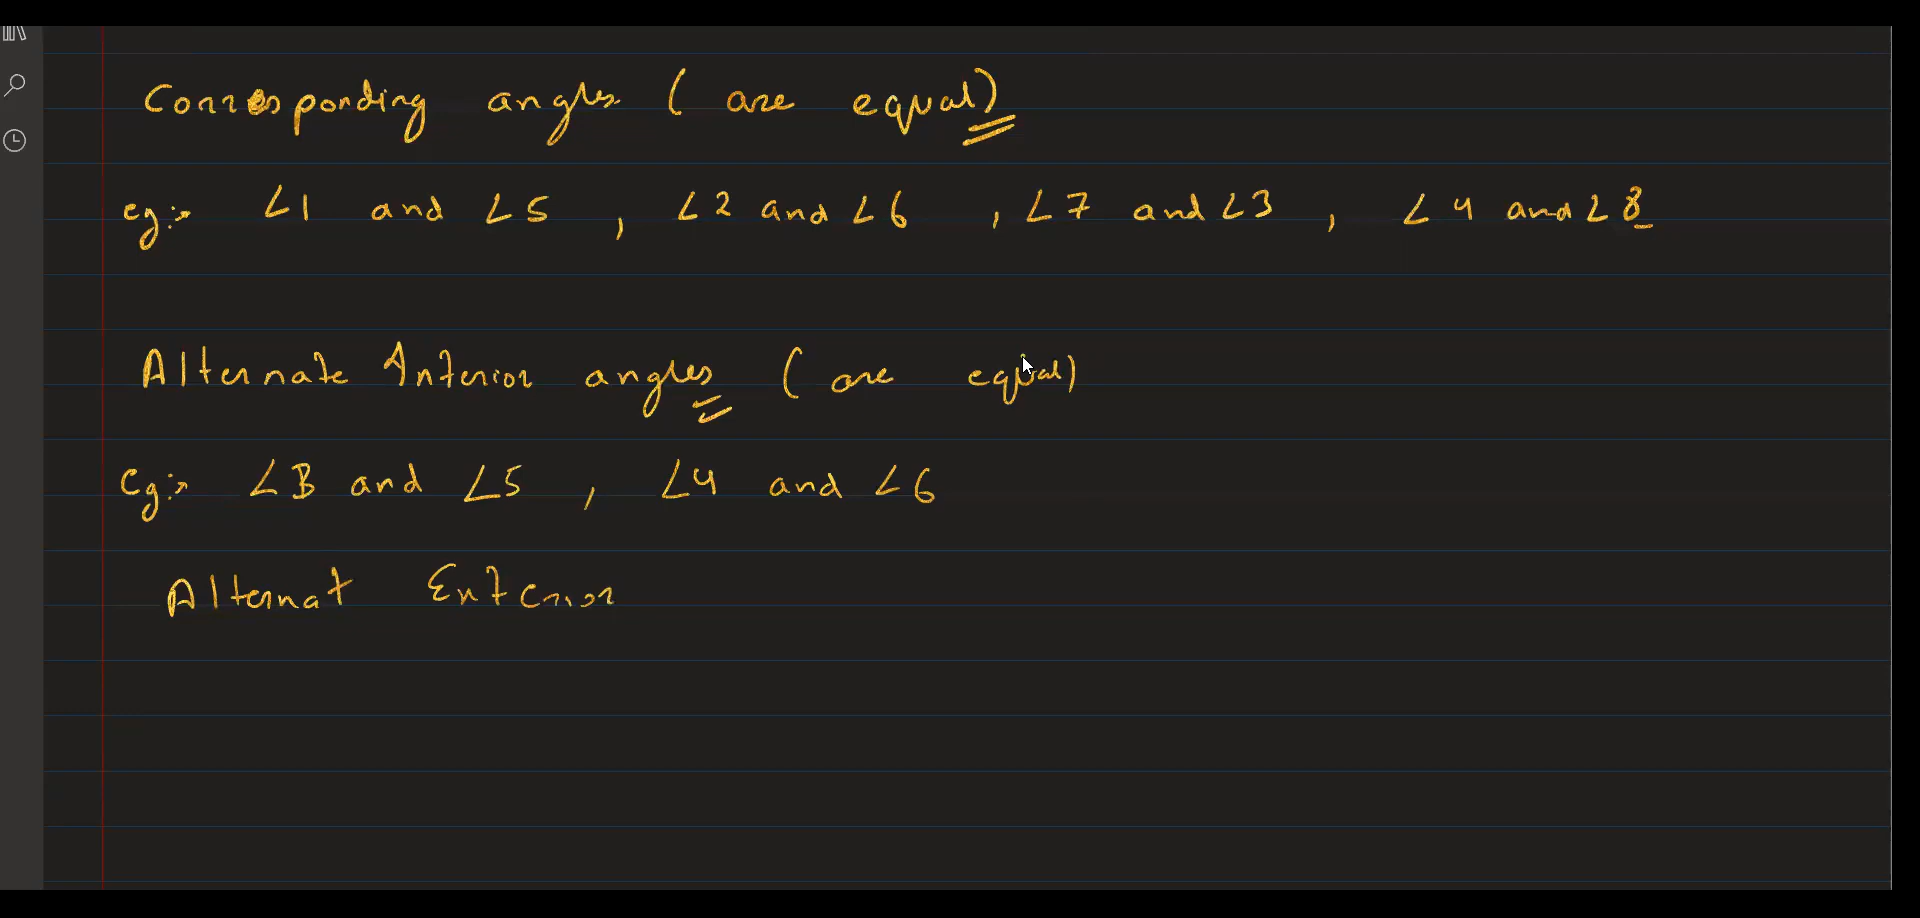 Corresponding angles ( are equal)
eg:→ ∠1 and ∠5 , ∠2 and ∠6 , ∠7 and ∠3 , ∠4 and ∠8
Alternate Interior angles ( are equal)
Eg:→ ∠3 and ∠5 , ∠4 and ∠6
Alternat Exterior